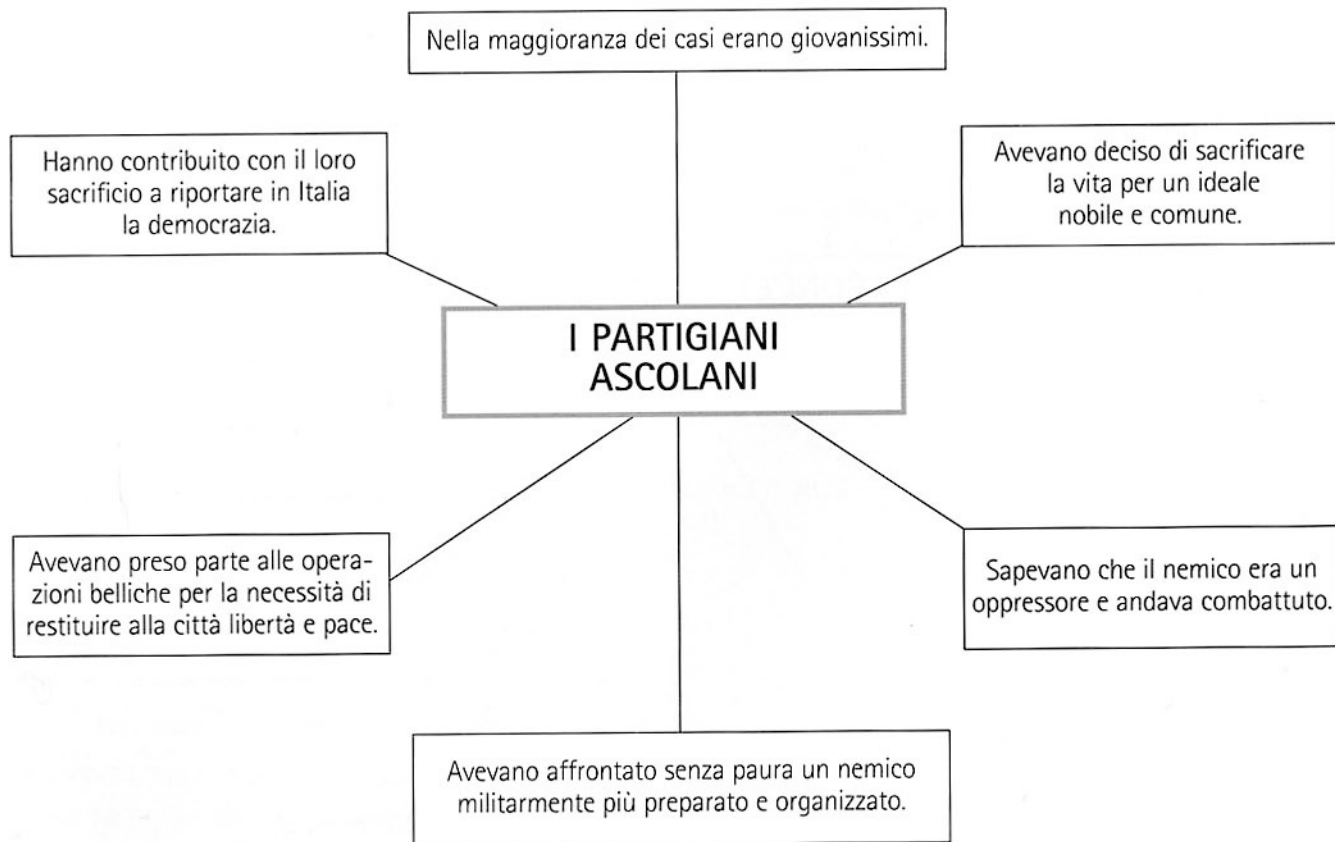 Nella maggioranza dei casi erano giovanissimi.
Hanno contribuito con il loro
sacrificio a riportare in Italia
la democrazia.
Avevano deciso di sacrificare
la vita per un ideale
nobile e comune.
I PARTIGIANI
ASCOLANI
Avevano preso parte alle opera-
zioni belliche per la necessità di
restituire alla città libertà e pace.
Sapevano che il nemico era un
oppressore e andava combattuto.
Avevano affrontato senza paura un nemico
militarmente più preparato e organizzato.